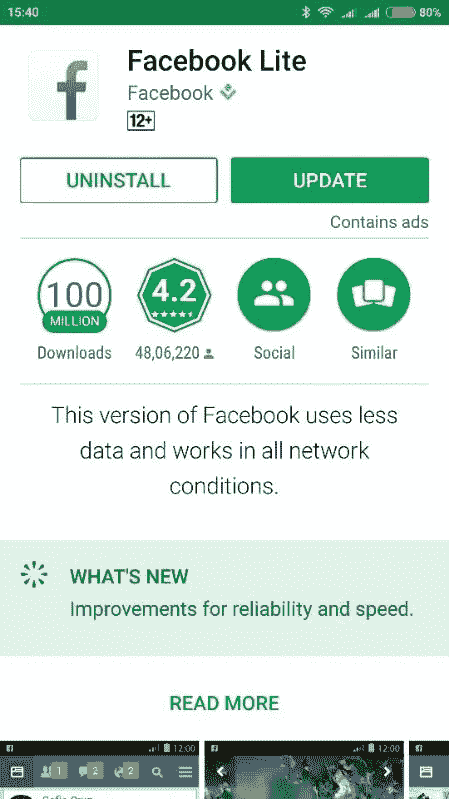 15:40
80%
f
Facebook Lite
Facebook
12+
UNINSTALL
UPDATE
Contains ads
100
MILLION
Downloads
4.2
48,06,220
Social
Similar
This version of Facebook uses less
data and works in all network
conditions.
WHAT'S NEW
Improvements for reliability and speed.
READ MORE
12:00
12:00
1
2
2